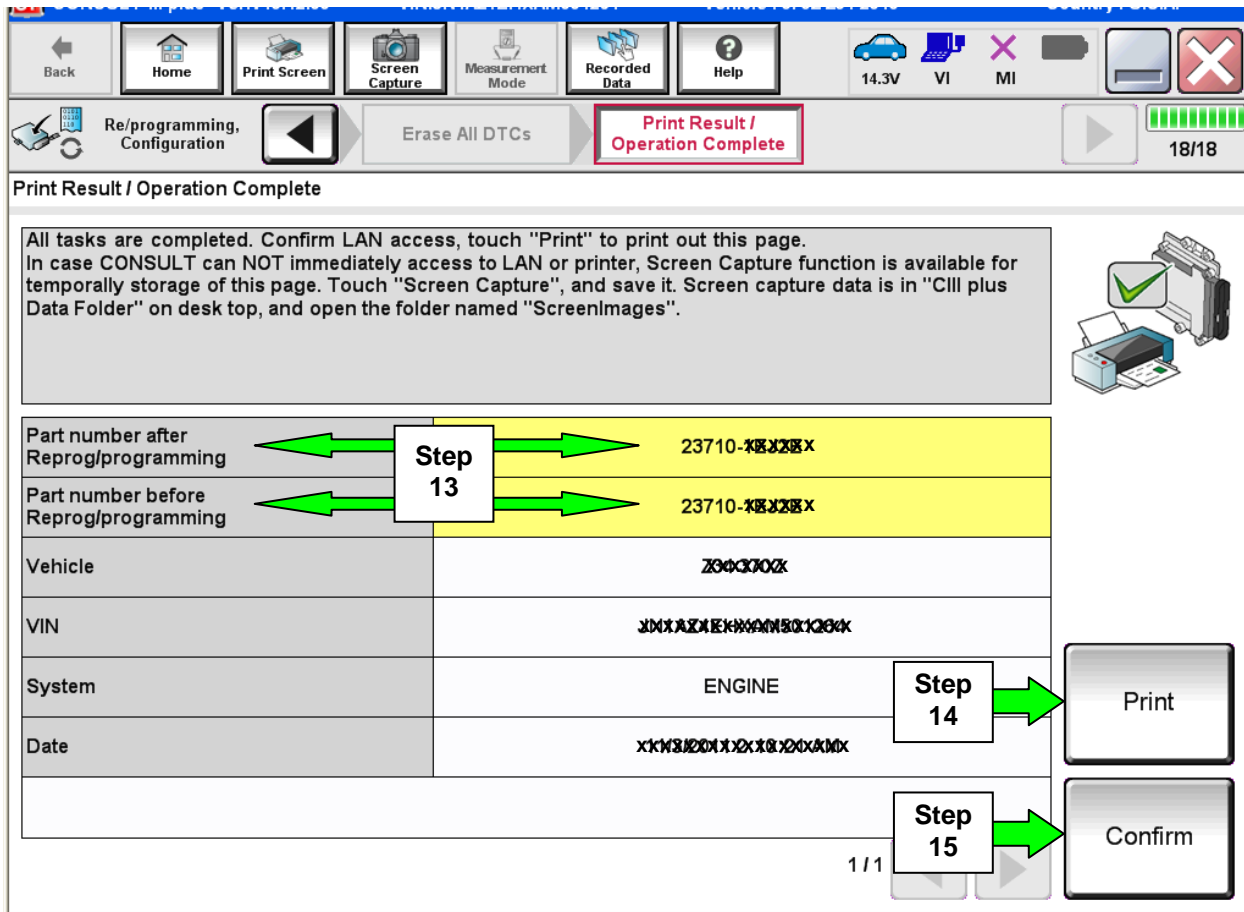 Back
Home
Print Screen
Screen
Capture
Measurement
Mode
Recorded
Data
Help
14.3V
VI
MI
Re/programming,
Configuration
Erase All DTCs
Print Result /
Operation Complete
18/18
Print Result / Operation Complete
All tasks are completed. Confirm LAN access, touch "Print" to print out this page.
In case CONSULT can NOT immediately access to LAN or printer, Screen Capture function is available for
temporally storage of this page. Touch "Screen Capture", and save it. Screen capture data is in "CIII plus
Data Folder" on desk top, and open the folder named "ScreenImages".
Part number after
Reprog/programming
Step
13
23710-
Part number before
Reprog/programming
23710-
Vehicle
VIN
System
ENGINE
Step
14
Print
Date
Step
15
Confirm
1/1